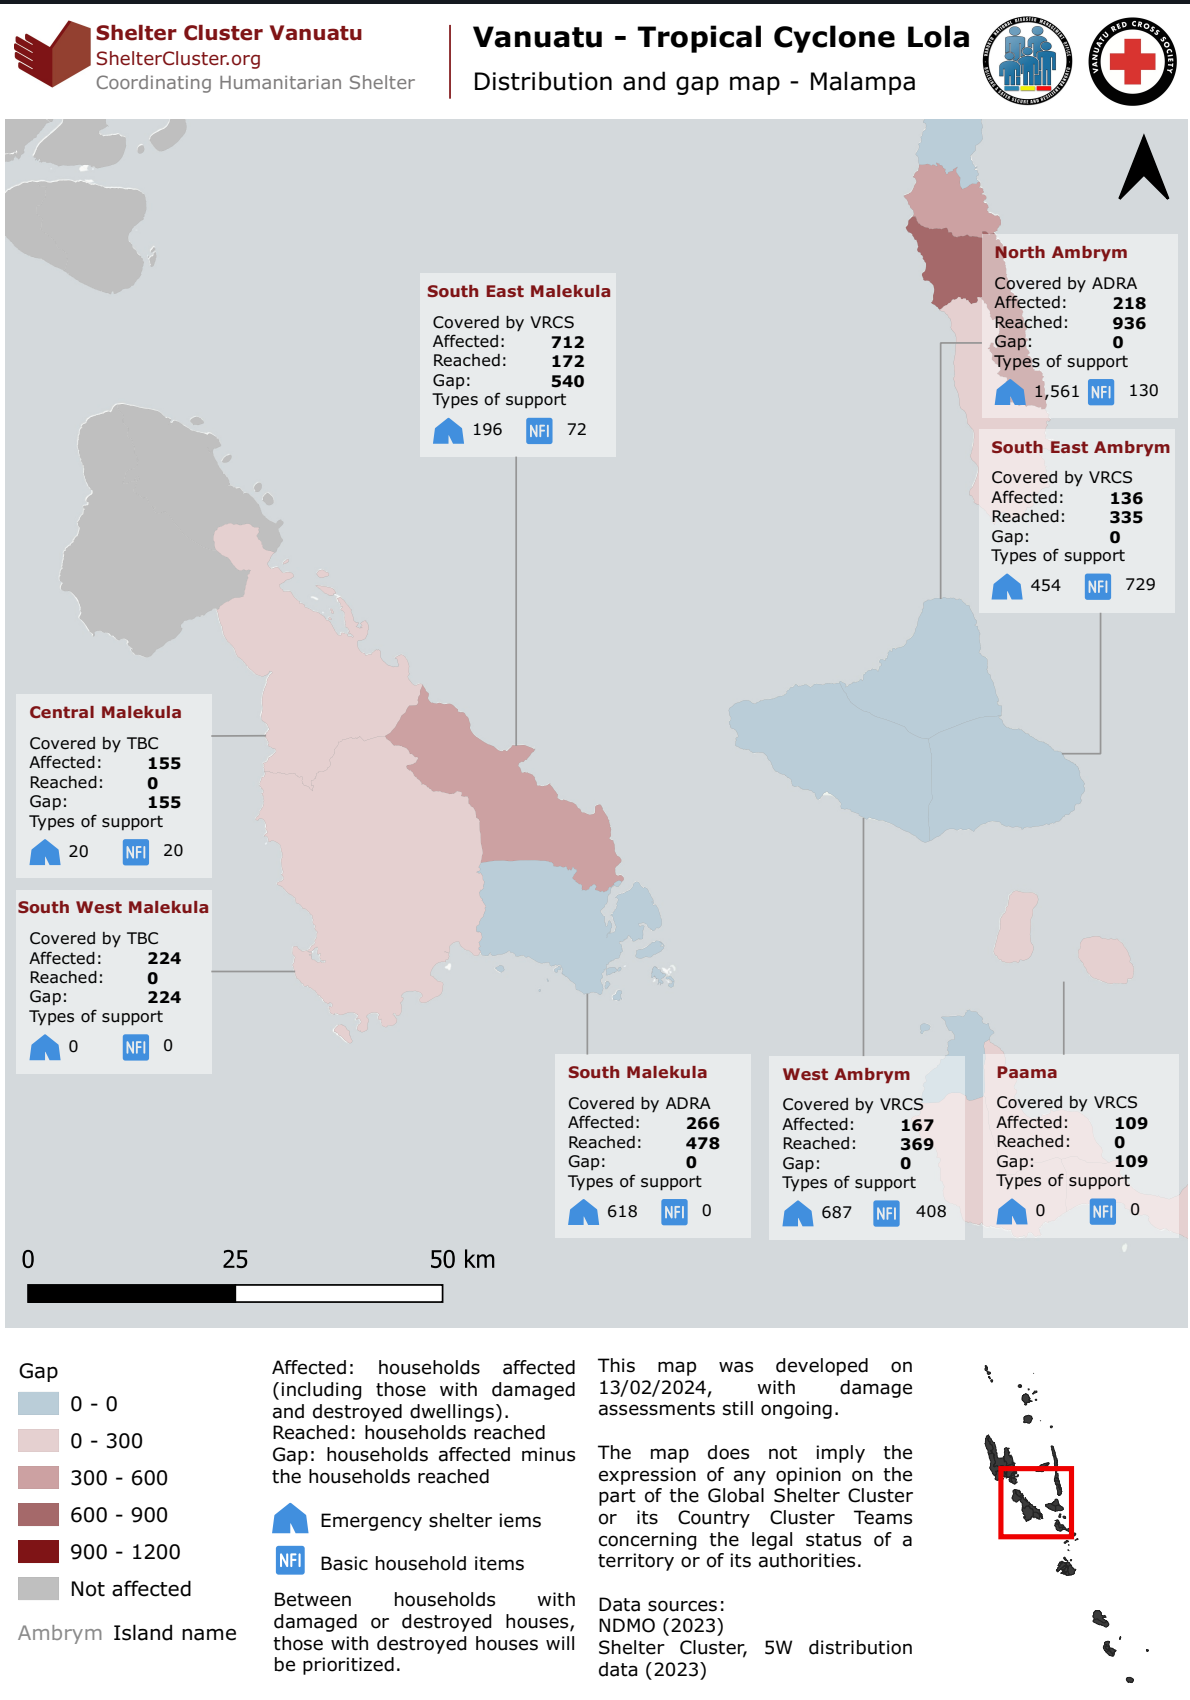 Shelter Cluster Vanuatu
ShelterCluster.org
Coordinating Humanitarian Shelter
Vanuatu - Tropical Cyclone Lola
Distribution and gap map - Malampa
VANUATU RED CROSS SOCIETY
North Ambrym
Covered by ADRA
Affected: 218
Reached: 936
Gap: 0
Types of support
1,561 NFI 130
South East Malekula
Covered by VRCS
Affected: 712
Reached: 172
Gap: 540
Types of support
196 NFI 72
South East Ambrym
Covered by VRCS
Affected: 136
Reached: 335
Gap: 0
Types of support
454 NFI 729
Central Malekula
Covered by TBC
Affected: 155
Reached: 0
Gap: 155
Types of support
20 NFI 20
South West Malekula
Covered by TBC
Affected: 224
Reached: 0
Gap: 224
Types of support
0 NFI 0
South Malekula
Covered by ADRA
Affected: 266
Reached: 478
Gap: 0
Types of support
618 NFI 0
West Ambrym
Covered by VRCS
Affected: 167
Reached: 369
Gap: 0
Types of support
687 NFI 408
Paama
Covered by VRCS
Affected: 109
Reached: 0
Gap: 109
Types of support
0 NFI 0
0 25 50 km
Gap
0 - 0
0 - 300
300 - 600
600 - 900
900 - 1200
Not affected
Ambrym Island name
Affected: households affected
(including those with damaged
and destroyed dwellings).
Reached: households reached
Gap: households affected minus
the households reached
Emergency shelter iems
NFI Basic household items
Between households with
damaged or destroyed houses,
those with destroyed houses will
be prioritized.
This map was developed on
13/02/2024, with damage
assessments still ongoing.
The map does not imply the
expression of any opinion on the
part of the Global Shelter Cluster
or its Country Cluster Teams
concerning the legal status of a
territory or of its authorities.
Data sources:
NDMO (2023)
Shelter Cluster, 5W distribution
data (2023)